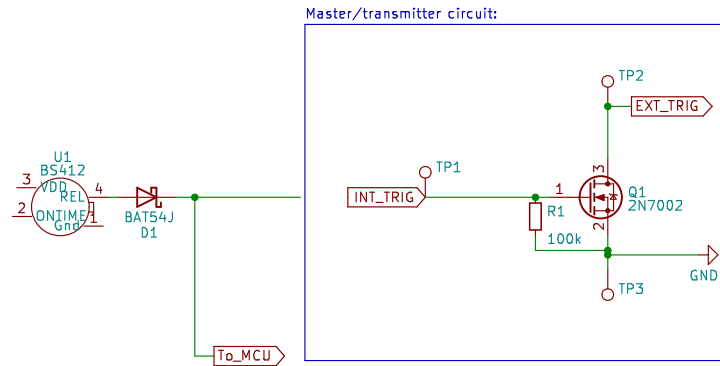 Master/transmitter circuit:
TP2
EXT_TRIG
U1
BS412
3
VDD
REL
4
2
ONTIME
1
Gnd
BAT54J
D1
TP1
INT_TRIG
1
3
Q1
2N7002
R1
2
100k
GND
TP3
To_MCU